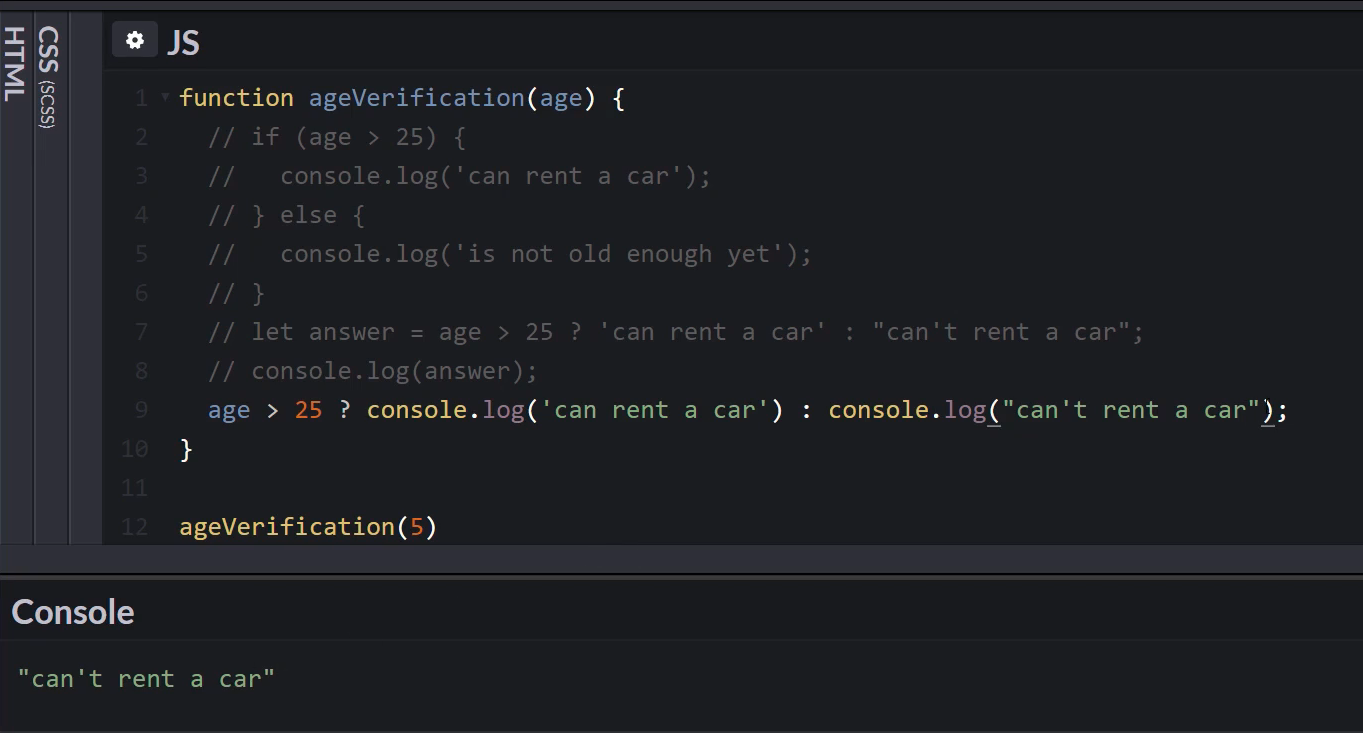 HTML
CSS (SCSS)
JS
1 function ageVerification(age) {
2 // if (age > 25) {
3 //   console.log('can rent a car');
4 // } else {
5 //   console.log('is not old enough yet');
6 // }
7 // let answer = age > 25 ? 'can rent a car' : "can't rent a car";
8 // console.log(answer);
9 age > 25 ? console.log('can rent a car') : console.log("can't rent a car");
10 }
11
12 ageVerification(5)
Console
"can't rent a car"